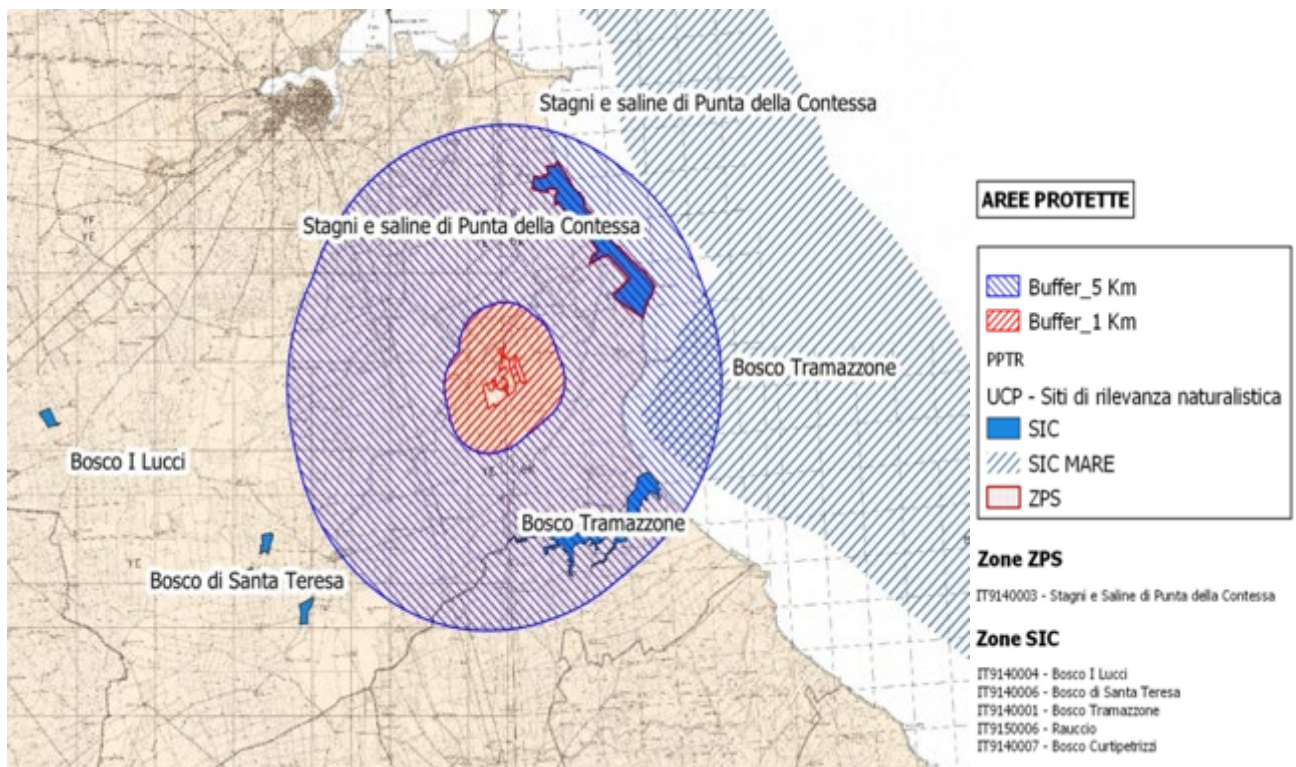 Stagni e saline di Punta della Contessa
Stagni e saline di Punta della Contessa
Bosco Tramazzone
Bosco I Lucci
Bosco Tramazzone
Bosco di Santa Teresa
AREE PROTETTE
Buffer_5 Km
Buffer_1 Km
PPTR
UCP - Siti di rilevanza naturalistica
SIC
SIC MARE
ZPS
Zone ZPS
IT9140003 - Stagni e Saline di Punta della Contessa
Zone SIC
IT9140004 - Bosco I Lucci
IT9140006 - Bosco di Santa Teresa
IT9140001 - Bosco Tramazzone
IT9150006 - Rauccio
IT9140007 - Bosco Curtipetrizzi